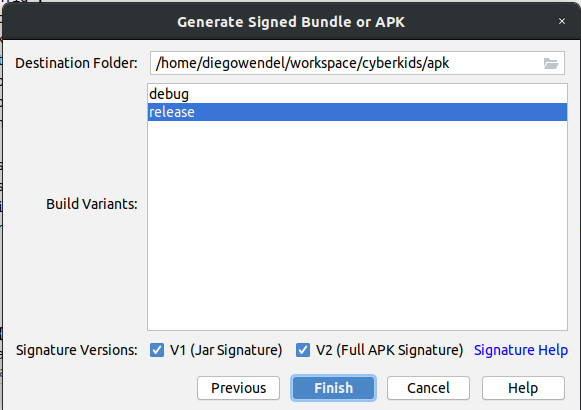 Generate Signed Bundle or APK
Destination Folder: /home/diegowendel/workspace/cyberkids/apk
debug
release
Build Variants:
Signature Versions: V1 (Jar Signature) V2 (Full APK Signature) Signature Help
Previous Finish Cancel Help